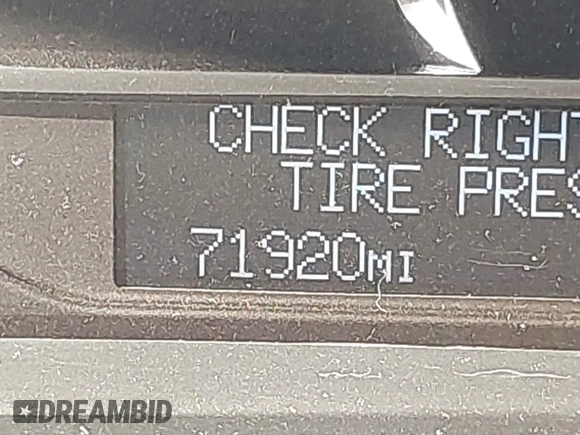 CHECK RIGHT
TIRE PRES
71920MI
DREAMBID